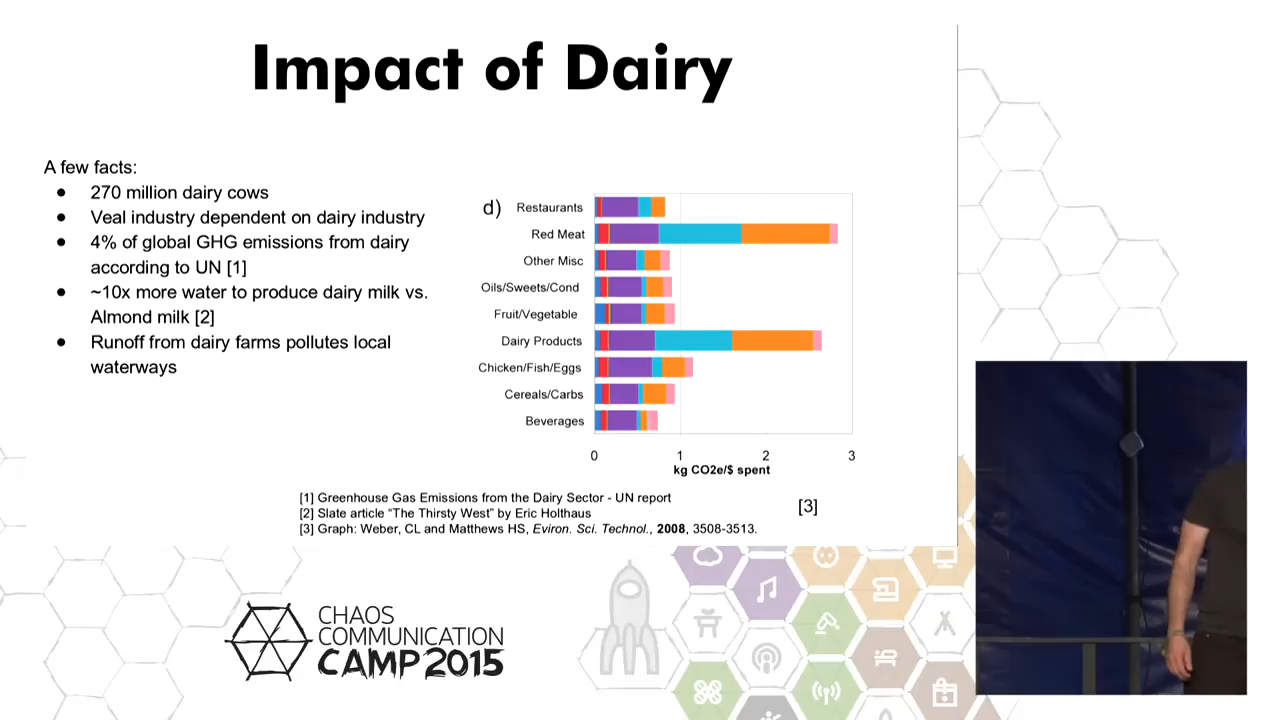 Impact of Dairy
A few facts:
● 270 million dairy cows
● Veal industry dependent on dairy industry
● 4% of global GHG emissions from dairy
according to UN [1]
● ~10x more water to produce dairy milk vs.
Almond milk [2]
● Runoff from dairy farms pollutes local
waterways
d)
Restaurants
Red Meat
Other Misc
Oils/Sweets/Cond
Fruit/Vegetable
Dairy Products
Chicken/Fish/Eggs
Cereals/Carbs
Beverages
0 1 2 3
kg CO2e/$ spent
[1] Greenhouse Gas Emissions from the Dairy Sector - UN report
[2] Slate article “The Thirsty West” by Eric Holthaus
[3] Graph: Weber, CL and Matthews HS, Eviron. Sci. Technol., 2008, 3508-3513.
[3]
CHAOS
COMMUNICATION
CAMP 2015